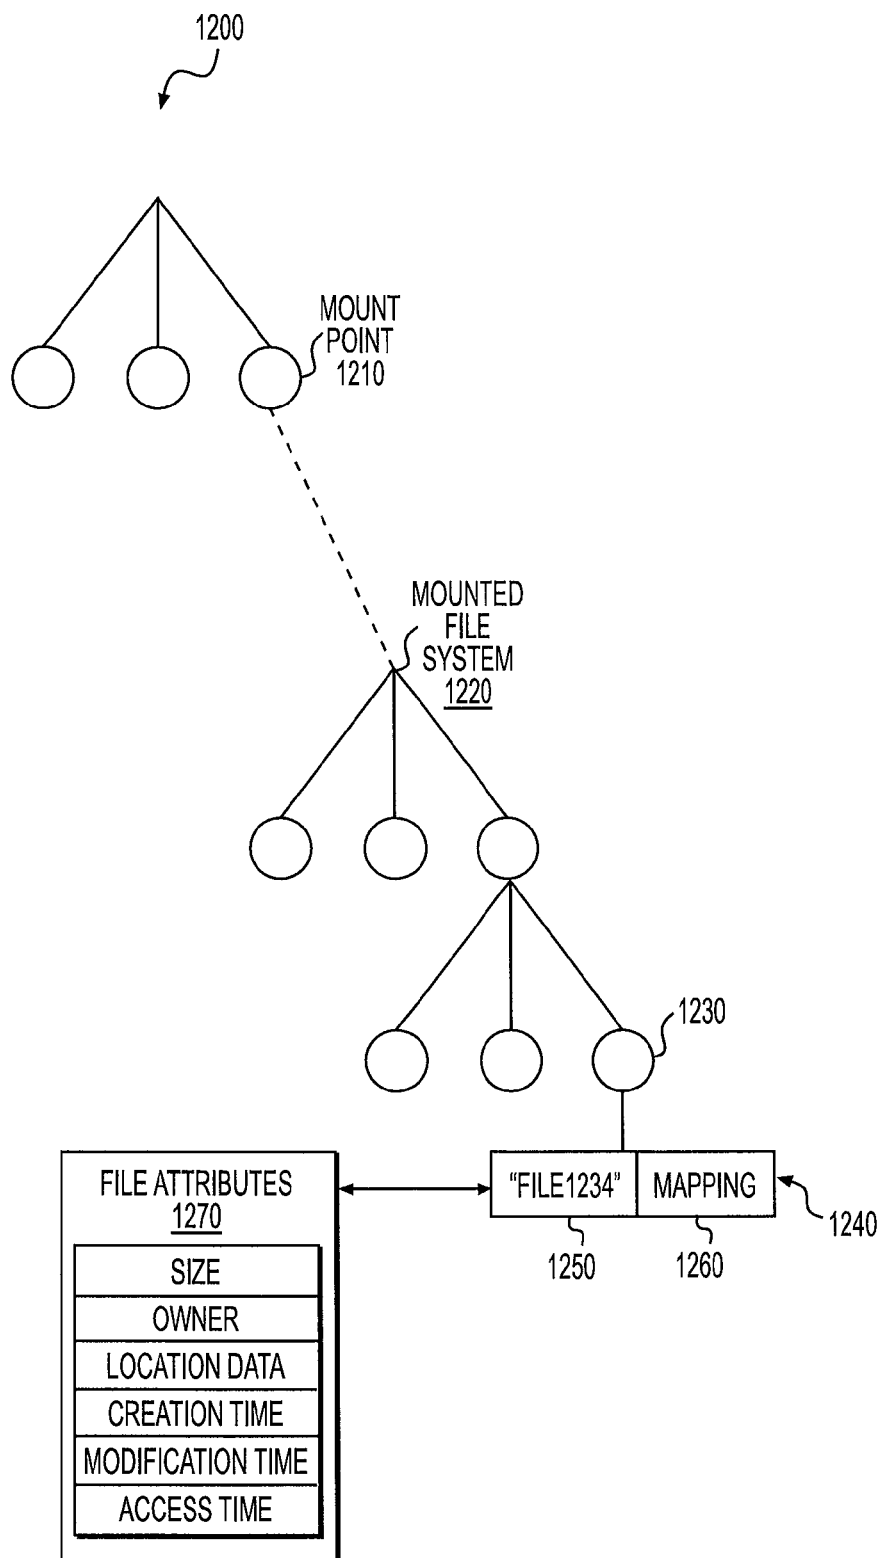 1200
MOUNT
POINT
1210
MOUNTED
FILE
SYSTEM
1220
1230
FILE ATTRIBUTES
1270
SIZE
OWNER
LOCATION DATA
CREATION TIME
MODIFICATION TIME
ACCESS TIME
"FILE1234"
MAPPING
1240
1250
1260